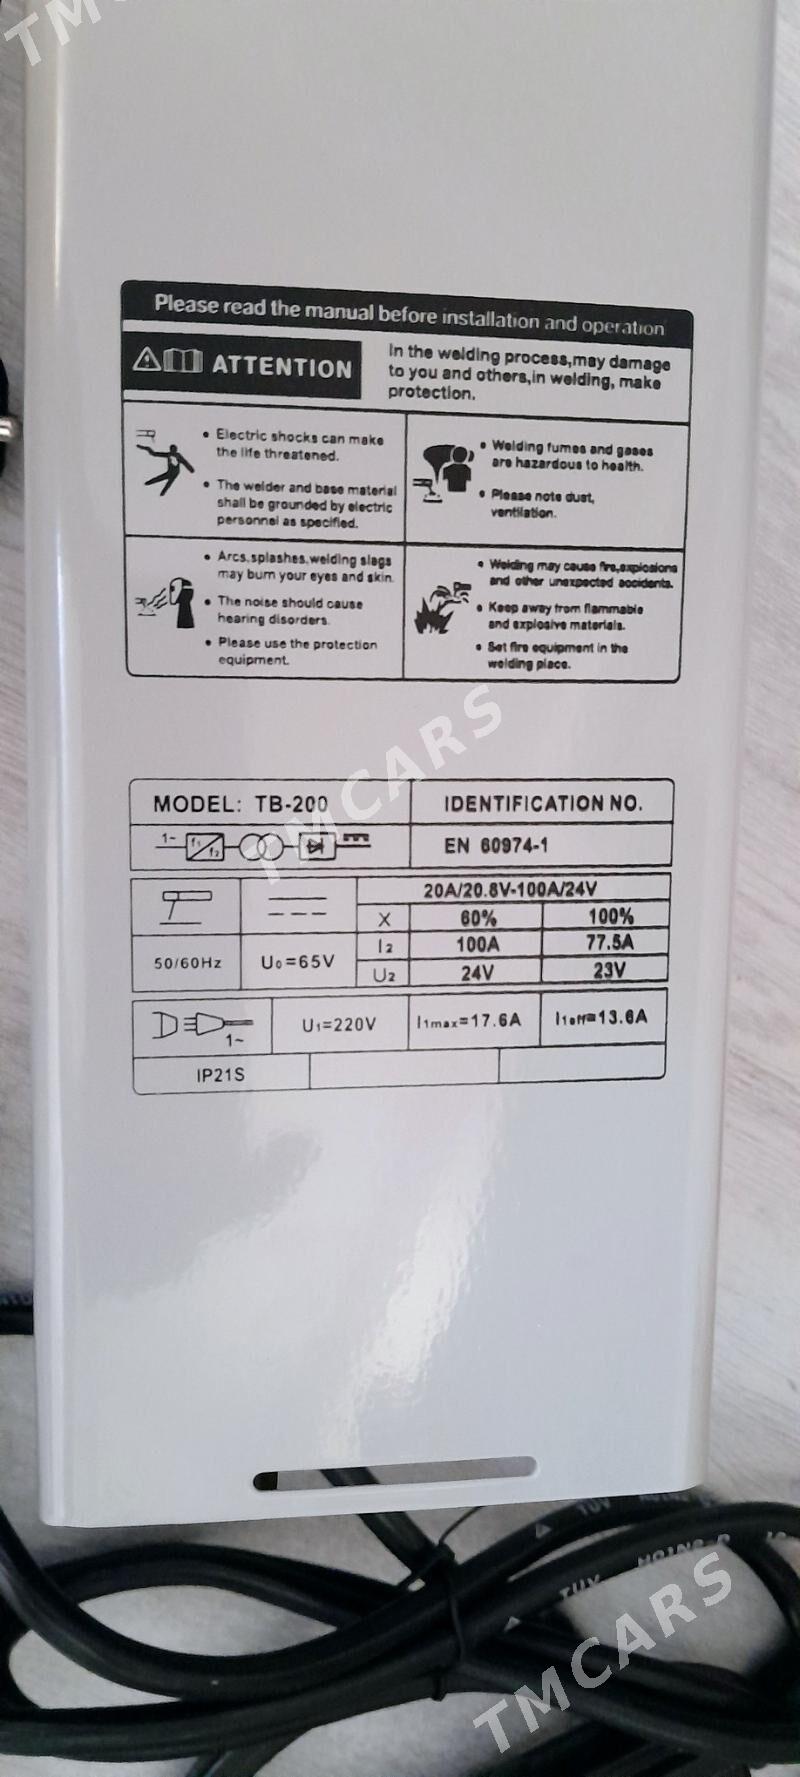 Please read the manual before installation and operation
ATTENTION
In the welding process,may damage
to you and others,in welding, make
protection.
• Electric shocks can make
the life threatened.
• The welder and base material
shall be grounded by electric
personnel as specified.
• Welding fumes and gases
are hazardous to health.
• Please note dust,
ventilation.
• Arcs,splashes,welding slags
may burn your eyes and skin.
• The noise should cause
hearing disorders.
• Please use the protection
equipment.
• Welding may cause fire,explosions
and other unexpected accidents.
• Keep away from flammable
and explosive materials.
• Set fire equipment in the
welding place.
MODEL: TB-200
IDENTIFICATION NO.
1~ f1 f2
EN 60974-1
20A/20.8V-100A/24V
X 60% 100%
50/60Hz U0=65V
I2 100A 77.5A
U2 24V 23V
1~
U1=220V I1max=17.6A I1eff=13.6A
IP21S
TMCARS
TMCARS
TÜV
TÜV